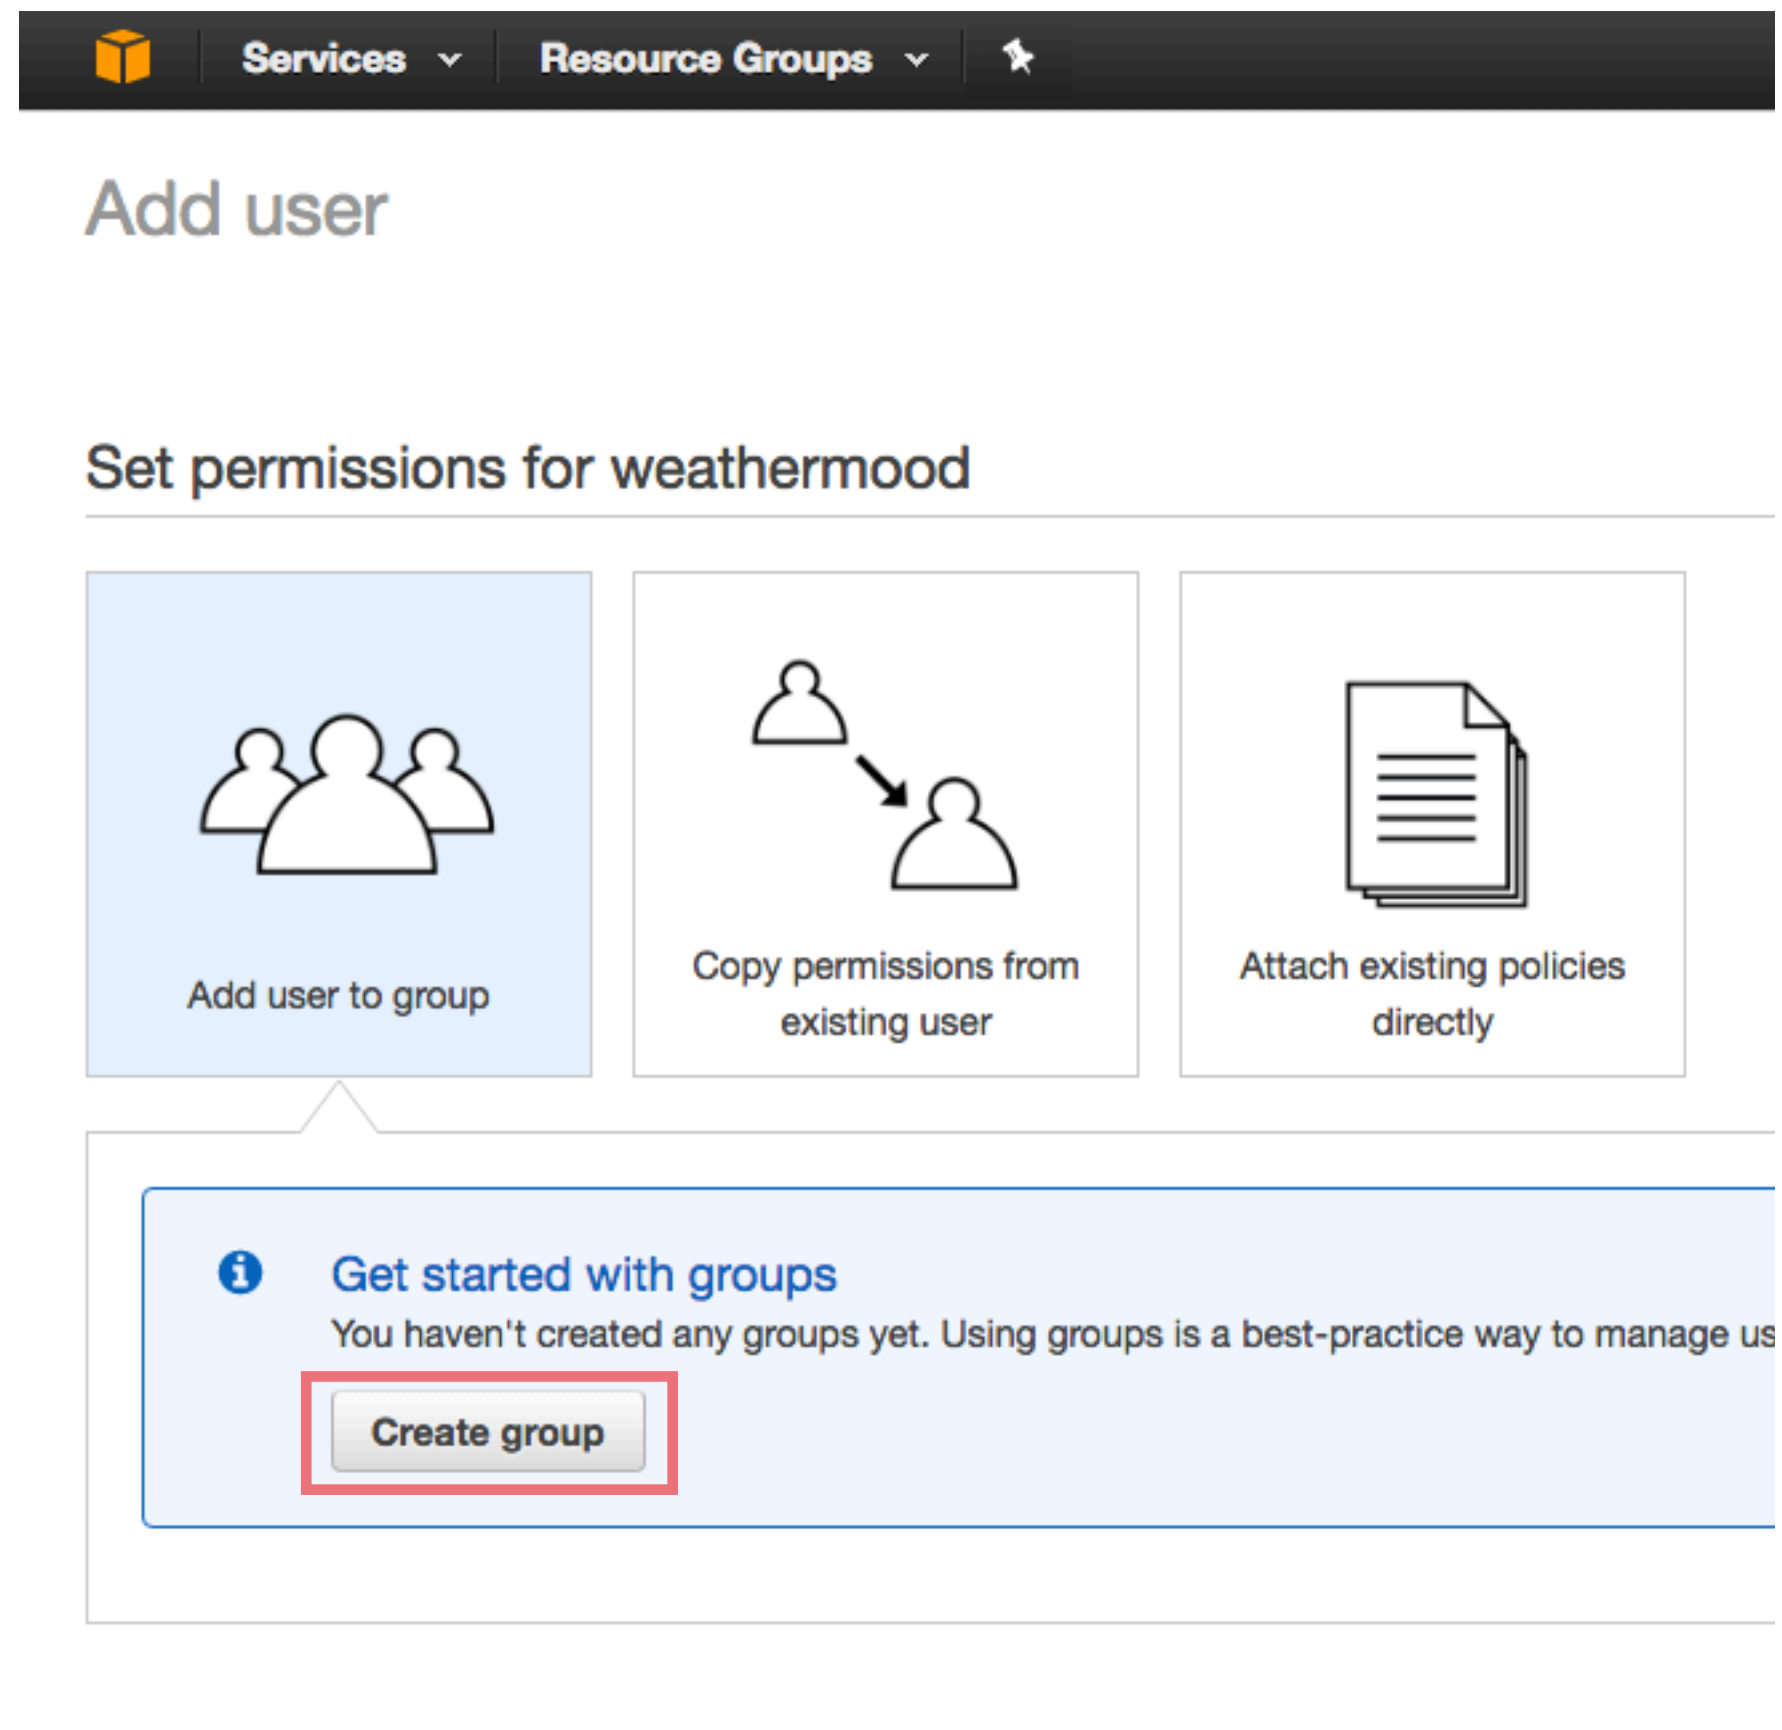 Services
Resource Groups
Add user
Set permissions for weathermood
Add user to group
Copy permissions from
existing user
Attach existing policies
directly
Get started with groups
You haven't created any groups yet. Using groups is a best-practice way to manage us
Create group